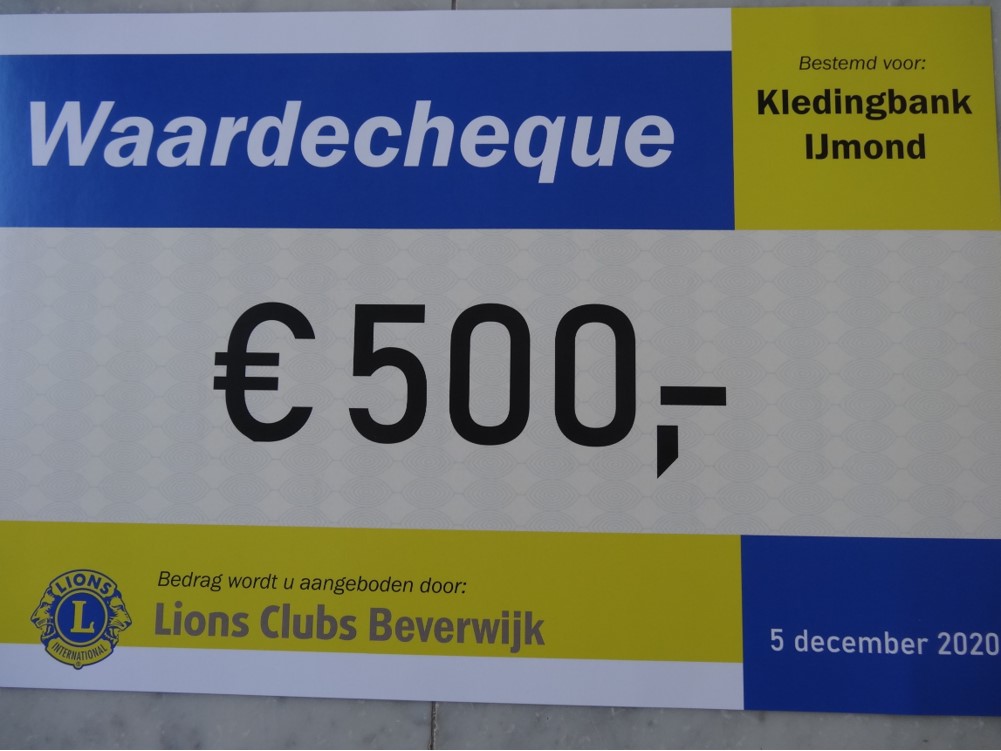 Waardecheque
Bestemd voor:
Kledingbank
IJmond
€ 500,-
Bedrag wordt u aangeboden door:
Lions Clubs Beverwijk
LIONS
L
INTERNATIONAL
5 december 2020